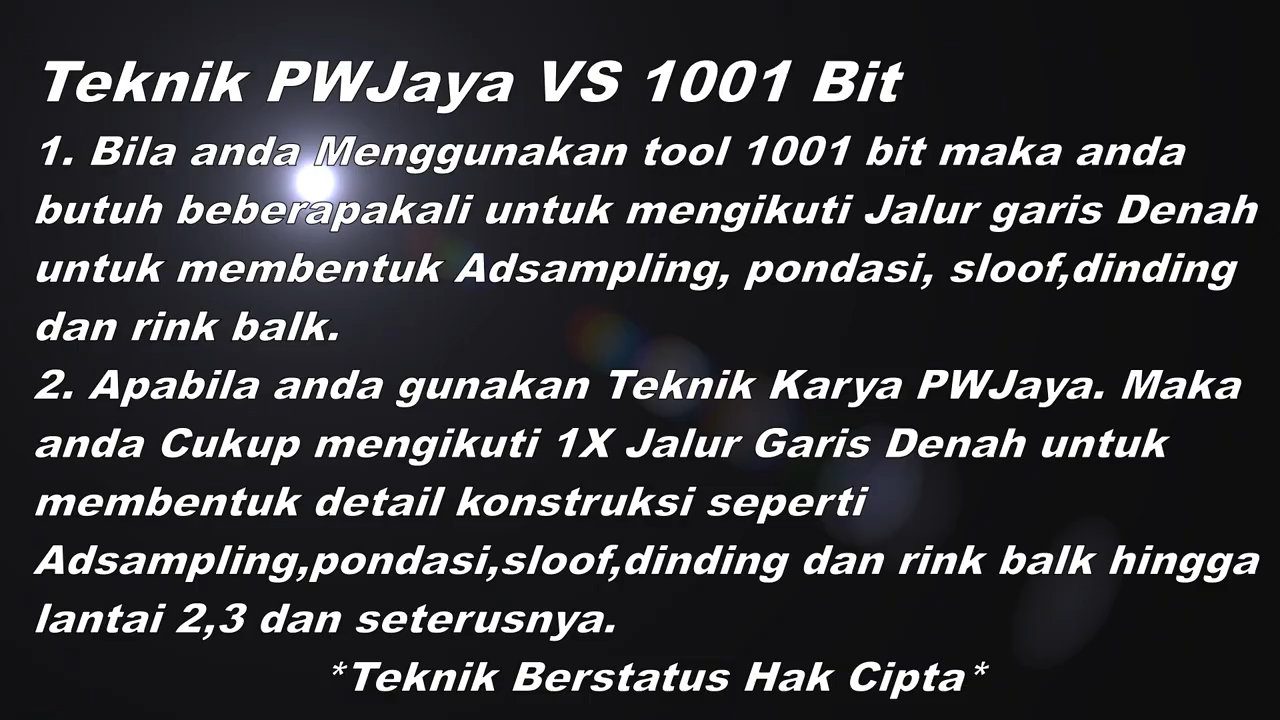 Teknik PWJaya VS 1001 Bit
1. Bila anda Menggunakan tool 1001 bit maka anda
butuh beberapakali untuk mengikuti Jalur garis Denah
untuk membentuk Adsampling, pondasi, sloof,dinding
dan rink balk.
2. Apabila anda gunakan Teknik Karya PWJaya. Maka
anda Cukup mengikuti 1X Jalur Garis Denah untuk
membentuk detail konstruksi seperti
Adsampling,pondasi,sloof,dinding dan rink balk hingga
lantai 2,3 dan seterusnya.
*Teknik Berstatus Hak Cipta*